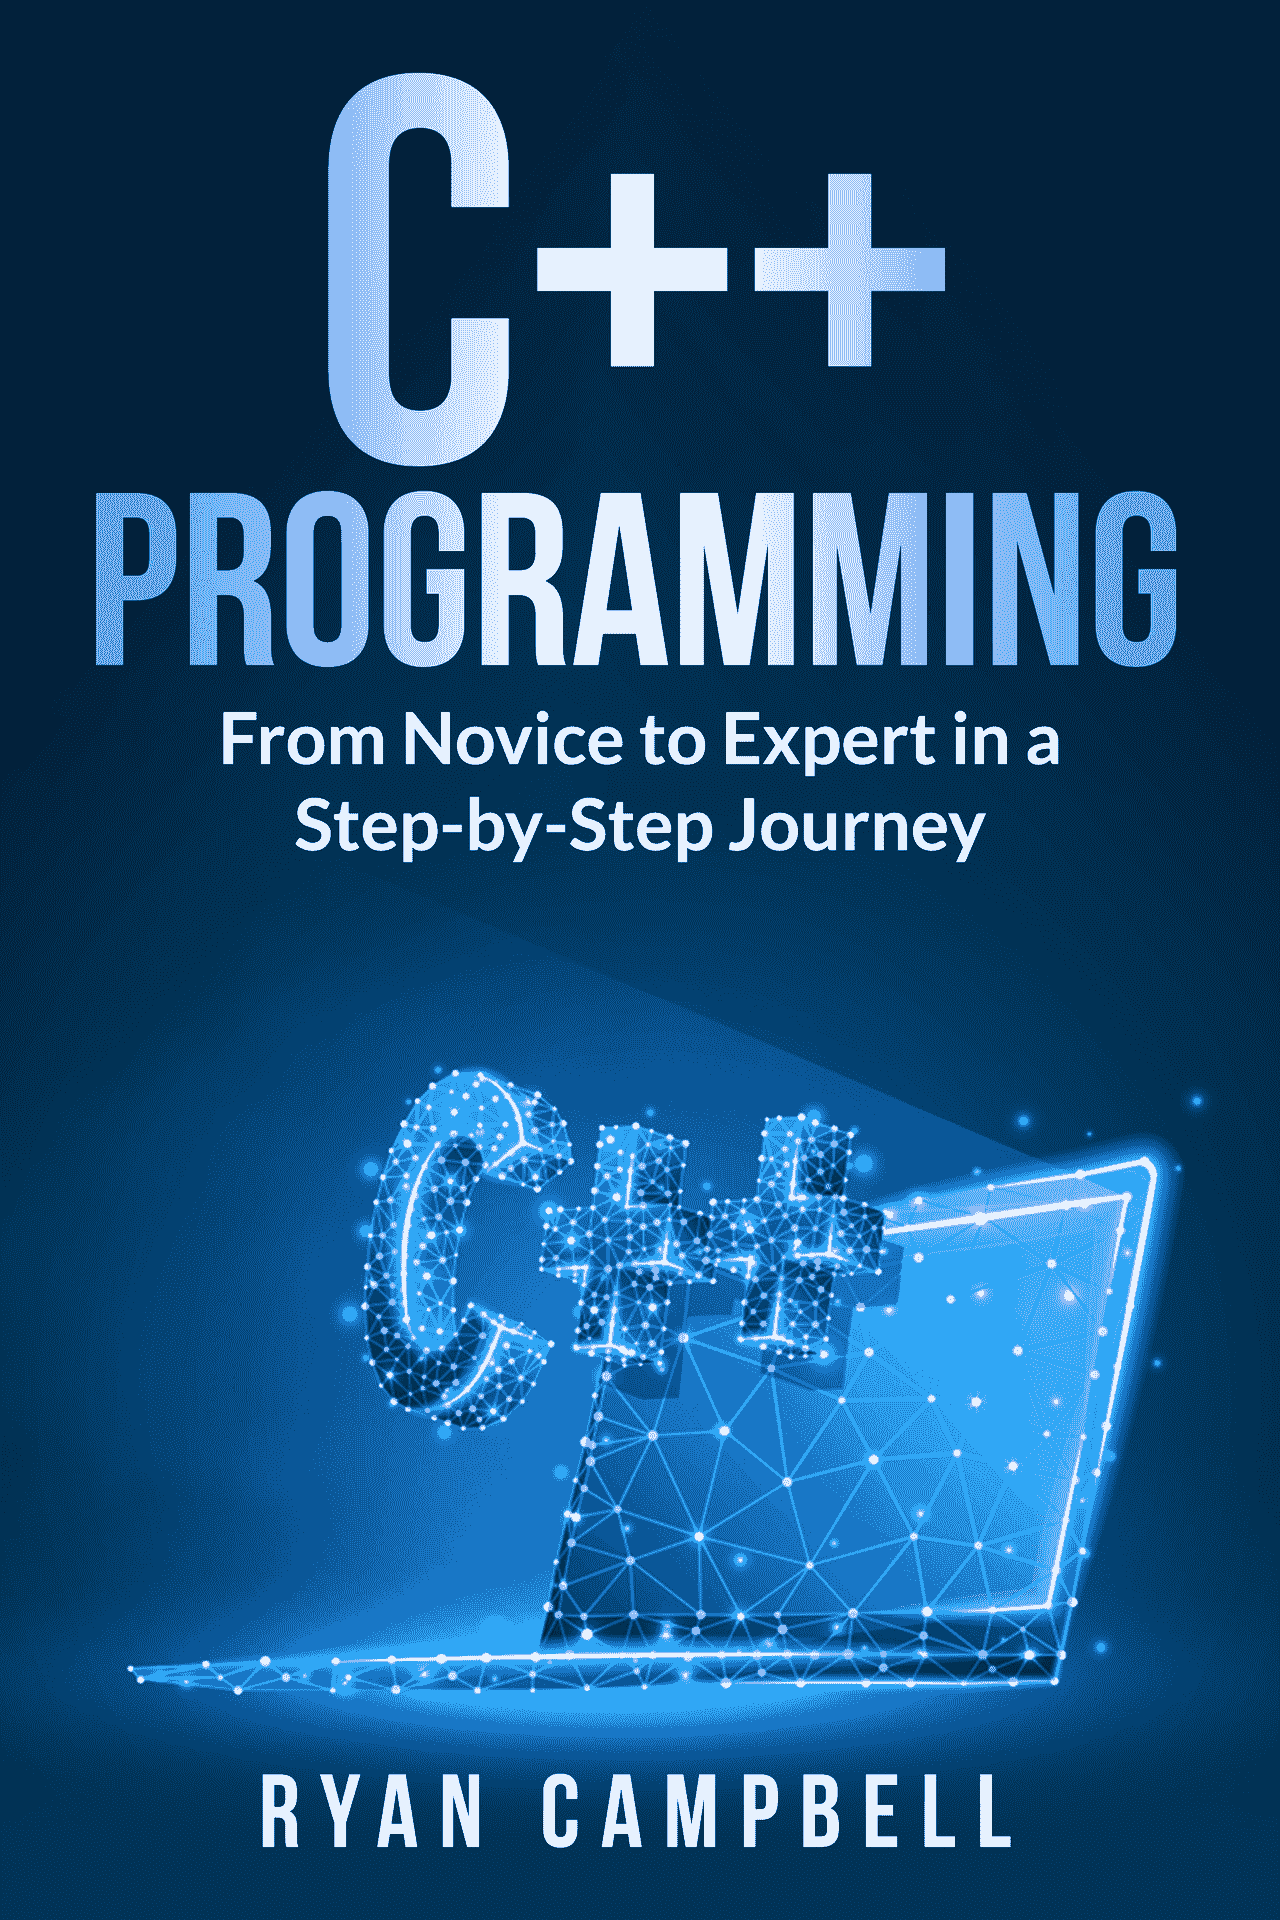 C++
PROGRAMMING
From Novice to Expert in a
Step-by-Step Journey
C++
RYAN CAMPBELL